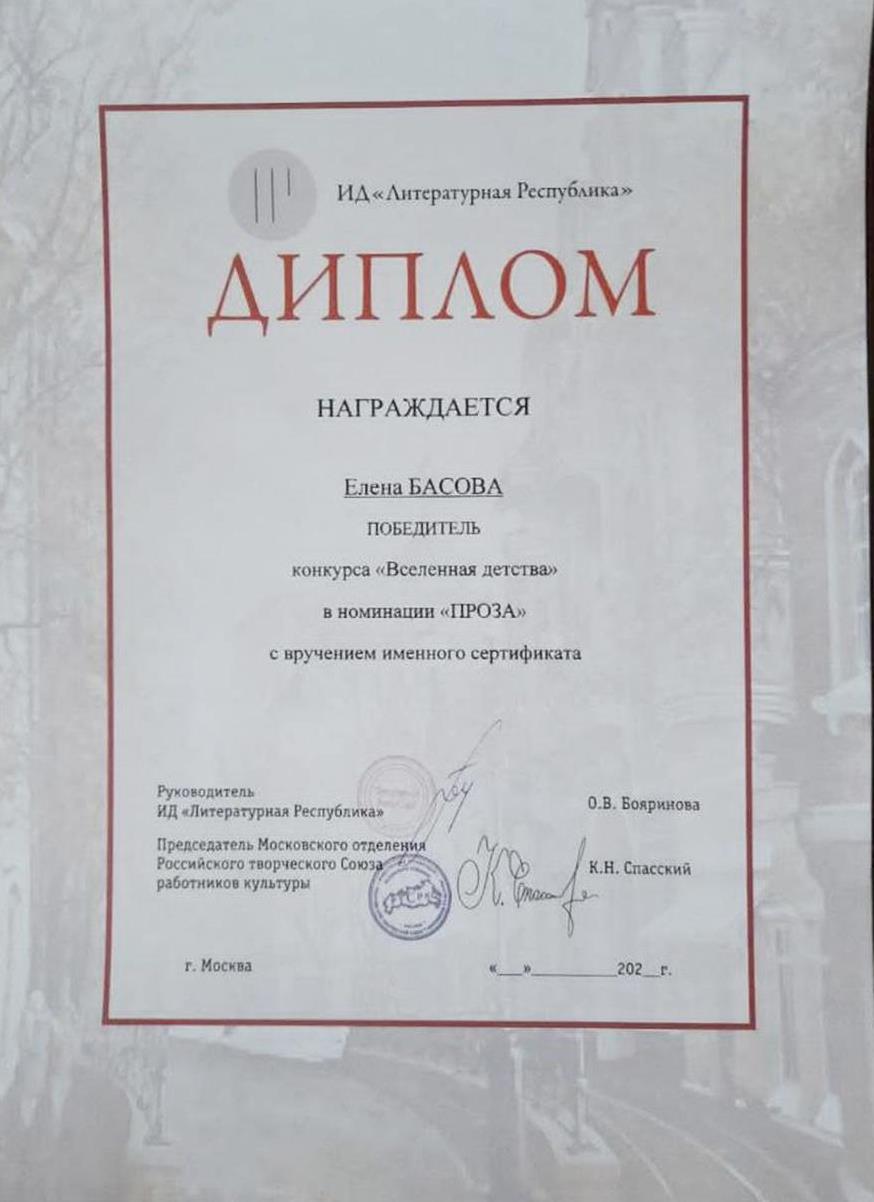 ИД «Литературная Республика»
ДИПЛОМ
НАГРАЖДАЕТСЯ
Елена БАСОВА
ПОБЕДИТЕЛЬ
конкурса «Вселенная детства»
в номинации «ПРОЗА»
с вручением именного сертификата
Руководитель
ИД «Литературная Республика»
О.В. Бояринова
Председатель Московского отделения
Российского творческого Союза
работников культуры
К.Н. Спасский
г. Москва
«___»__________202__г.